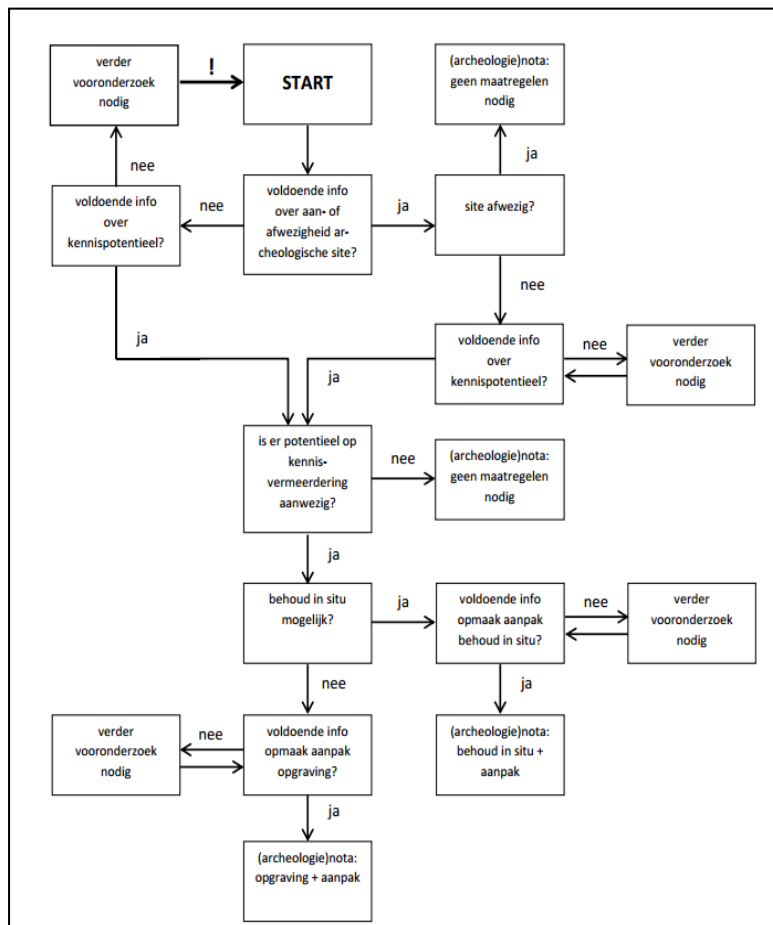 verder
vooronderzoek
nodig
!
START
(archeologie)nota:
geen maatregelen
nodig
nee
ja
voldoende info
over
kennispotentieel?
nee
voldoende info
over aan- of
afwezigheid ar-
cheologische site?
ja
site afwezig?
nee
ja
voldoende info
over
kennispotentieel?
nee
verder
vooronderzoek
nodig
ja
is er potentieel op
kennis-
vermeerdering
aanwezig?
nee
(archeologie)nota:
geen maatregelen
nodig
ja
behoud in situ
mogelijk?
ja
voldoende info
opmaak aanpak
behoud in situ?
nee
verder
vooronderzoek
nodig
nee
ja
verder
vooronderzoek
nodig
nee
voldoende info
opmaak aanpak
opgraving?
(archeologie)nota:
behoud in situ +
aanpak
ja
(archeologie)nota:
opgraving + aanpak